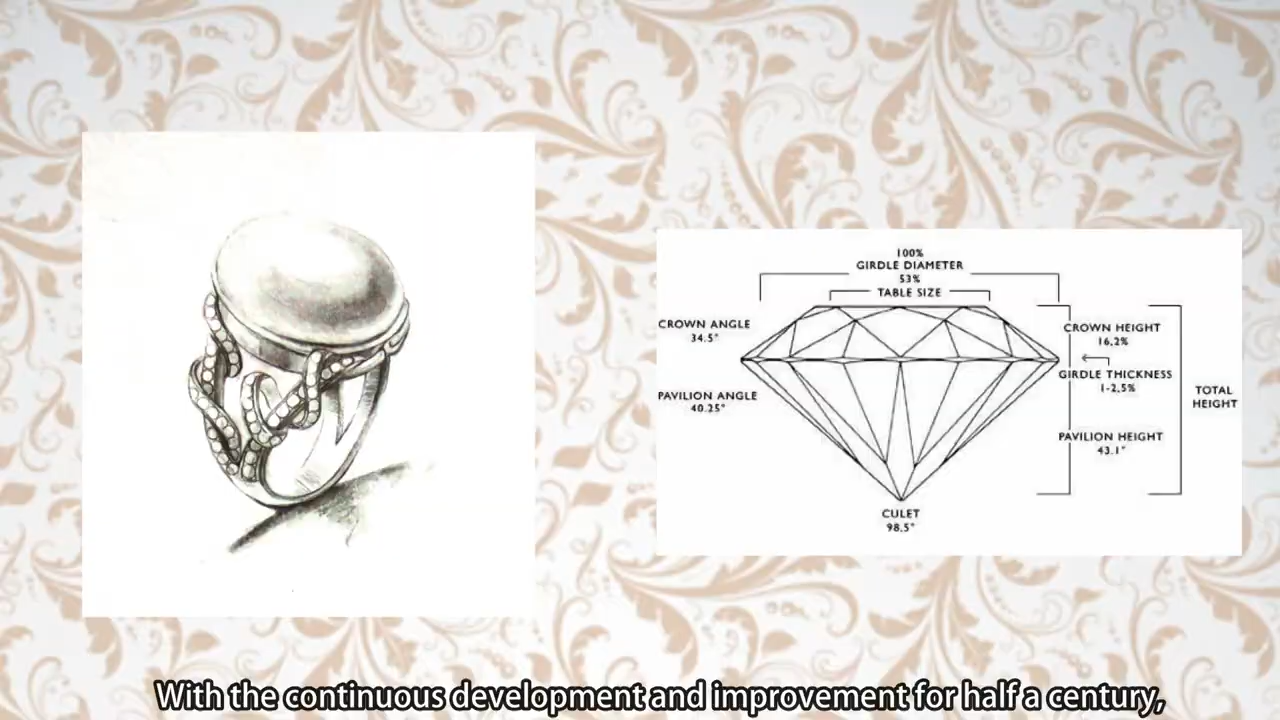 100%
GIRDLE DIAMETER
53%
TABLE SIZE
CROWN ANGLE
34.5°
PAVILION ANGLE
40.25°
CROWN HEIGHT
16,2%
GIRDLE THICKNESS
1-2,5%
PAVILION HEIGHT
43.1°
TOTAL
HEIGHT
CULET
98.5°
With the continuous development and improvement for half a century,